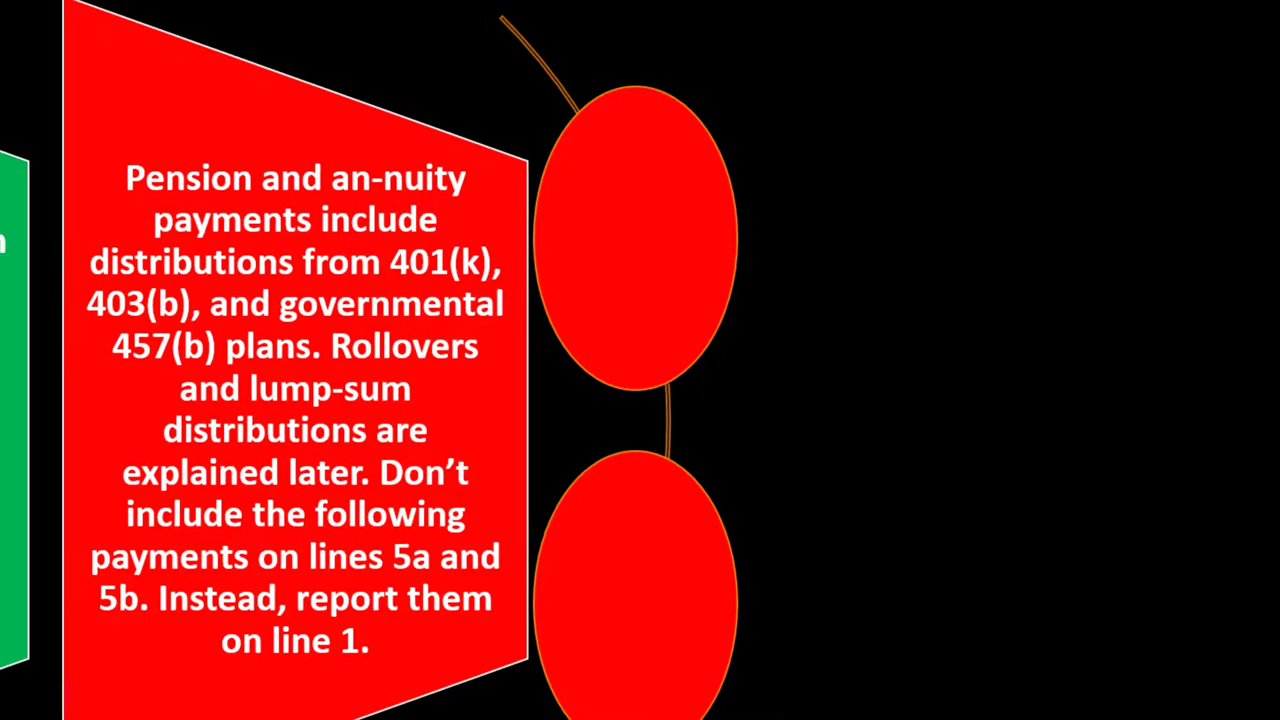 Pension and an-nuity
payments include
distributions from 401(k),
403(b), and governmental
457(b) plans. Rollovers
and lump-sum
distributions are
explained later. Don’t
include the following
payments on lines 5a and
5b. Instead, report them
on line 1.